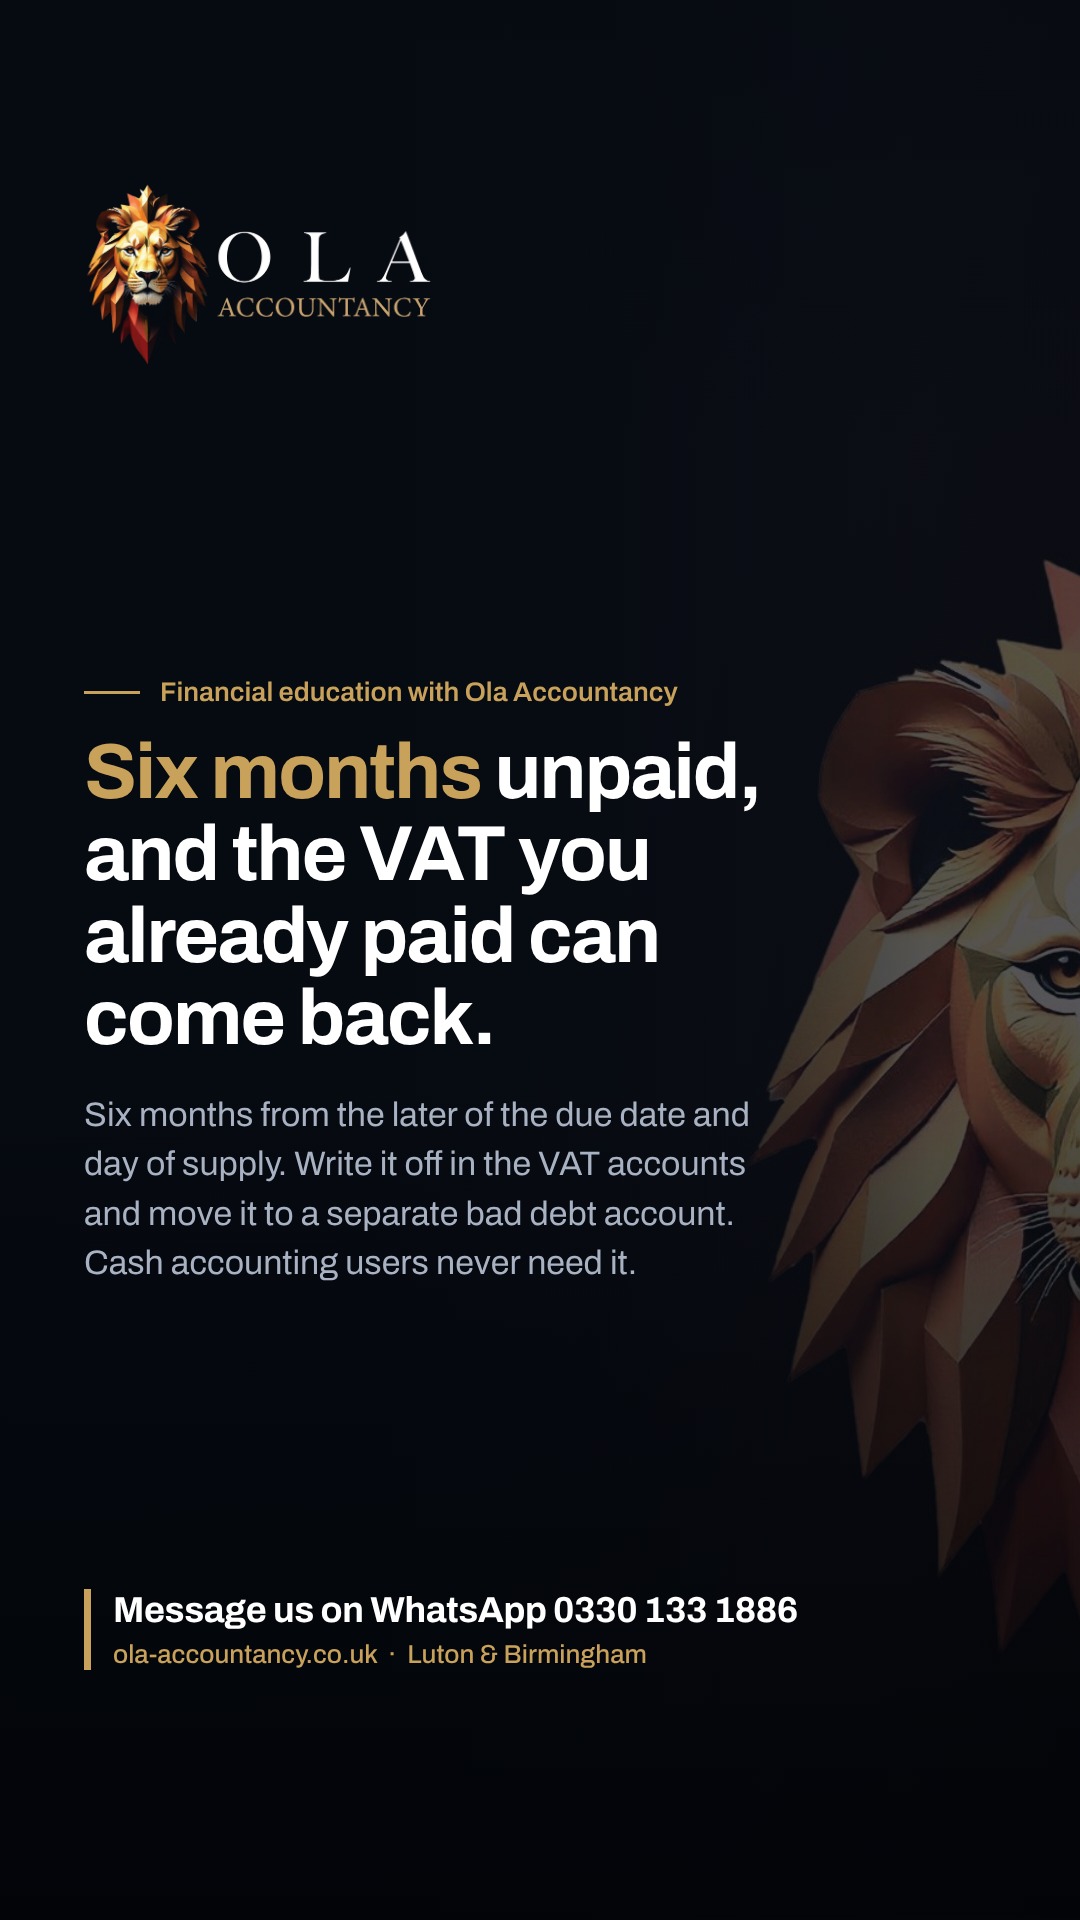 OLA
ACCOUNTANCY
Financial education with Ola Accountancy
Six months unpaid,
and the VAT you
already paid can
come back.
Six months from the later of the due date and
day of supply. Write it off in the VAT accounts
and move it to a separate bad debt account.
Cash accounting users never need it.
Message us on WhatsApp 0330 133 1886
ola-accountancy.co.uk · Luton & Birmingham